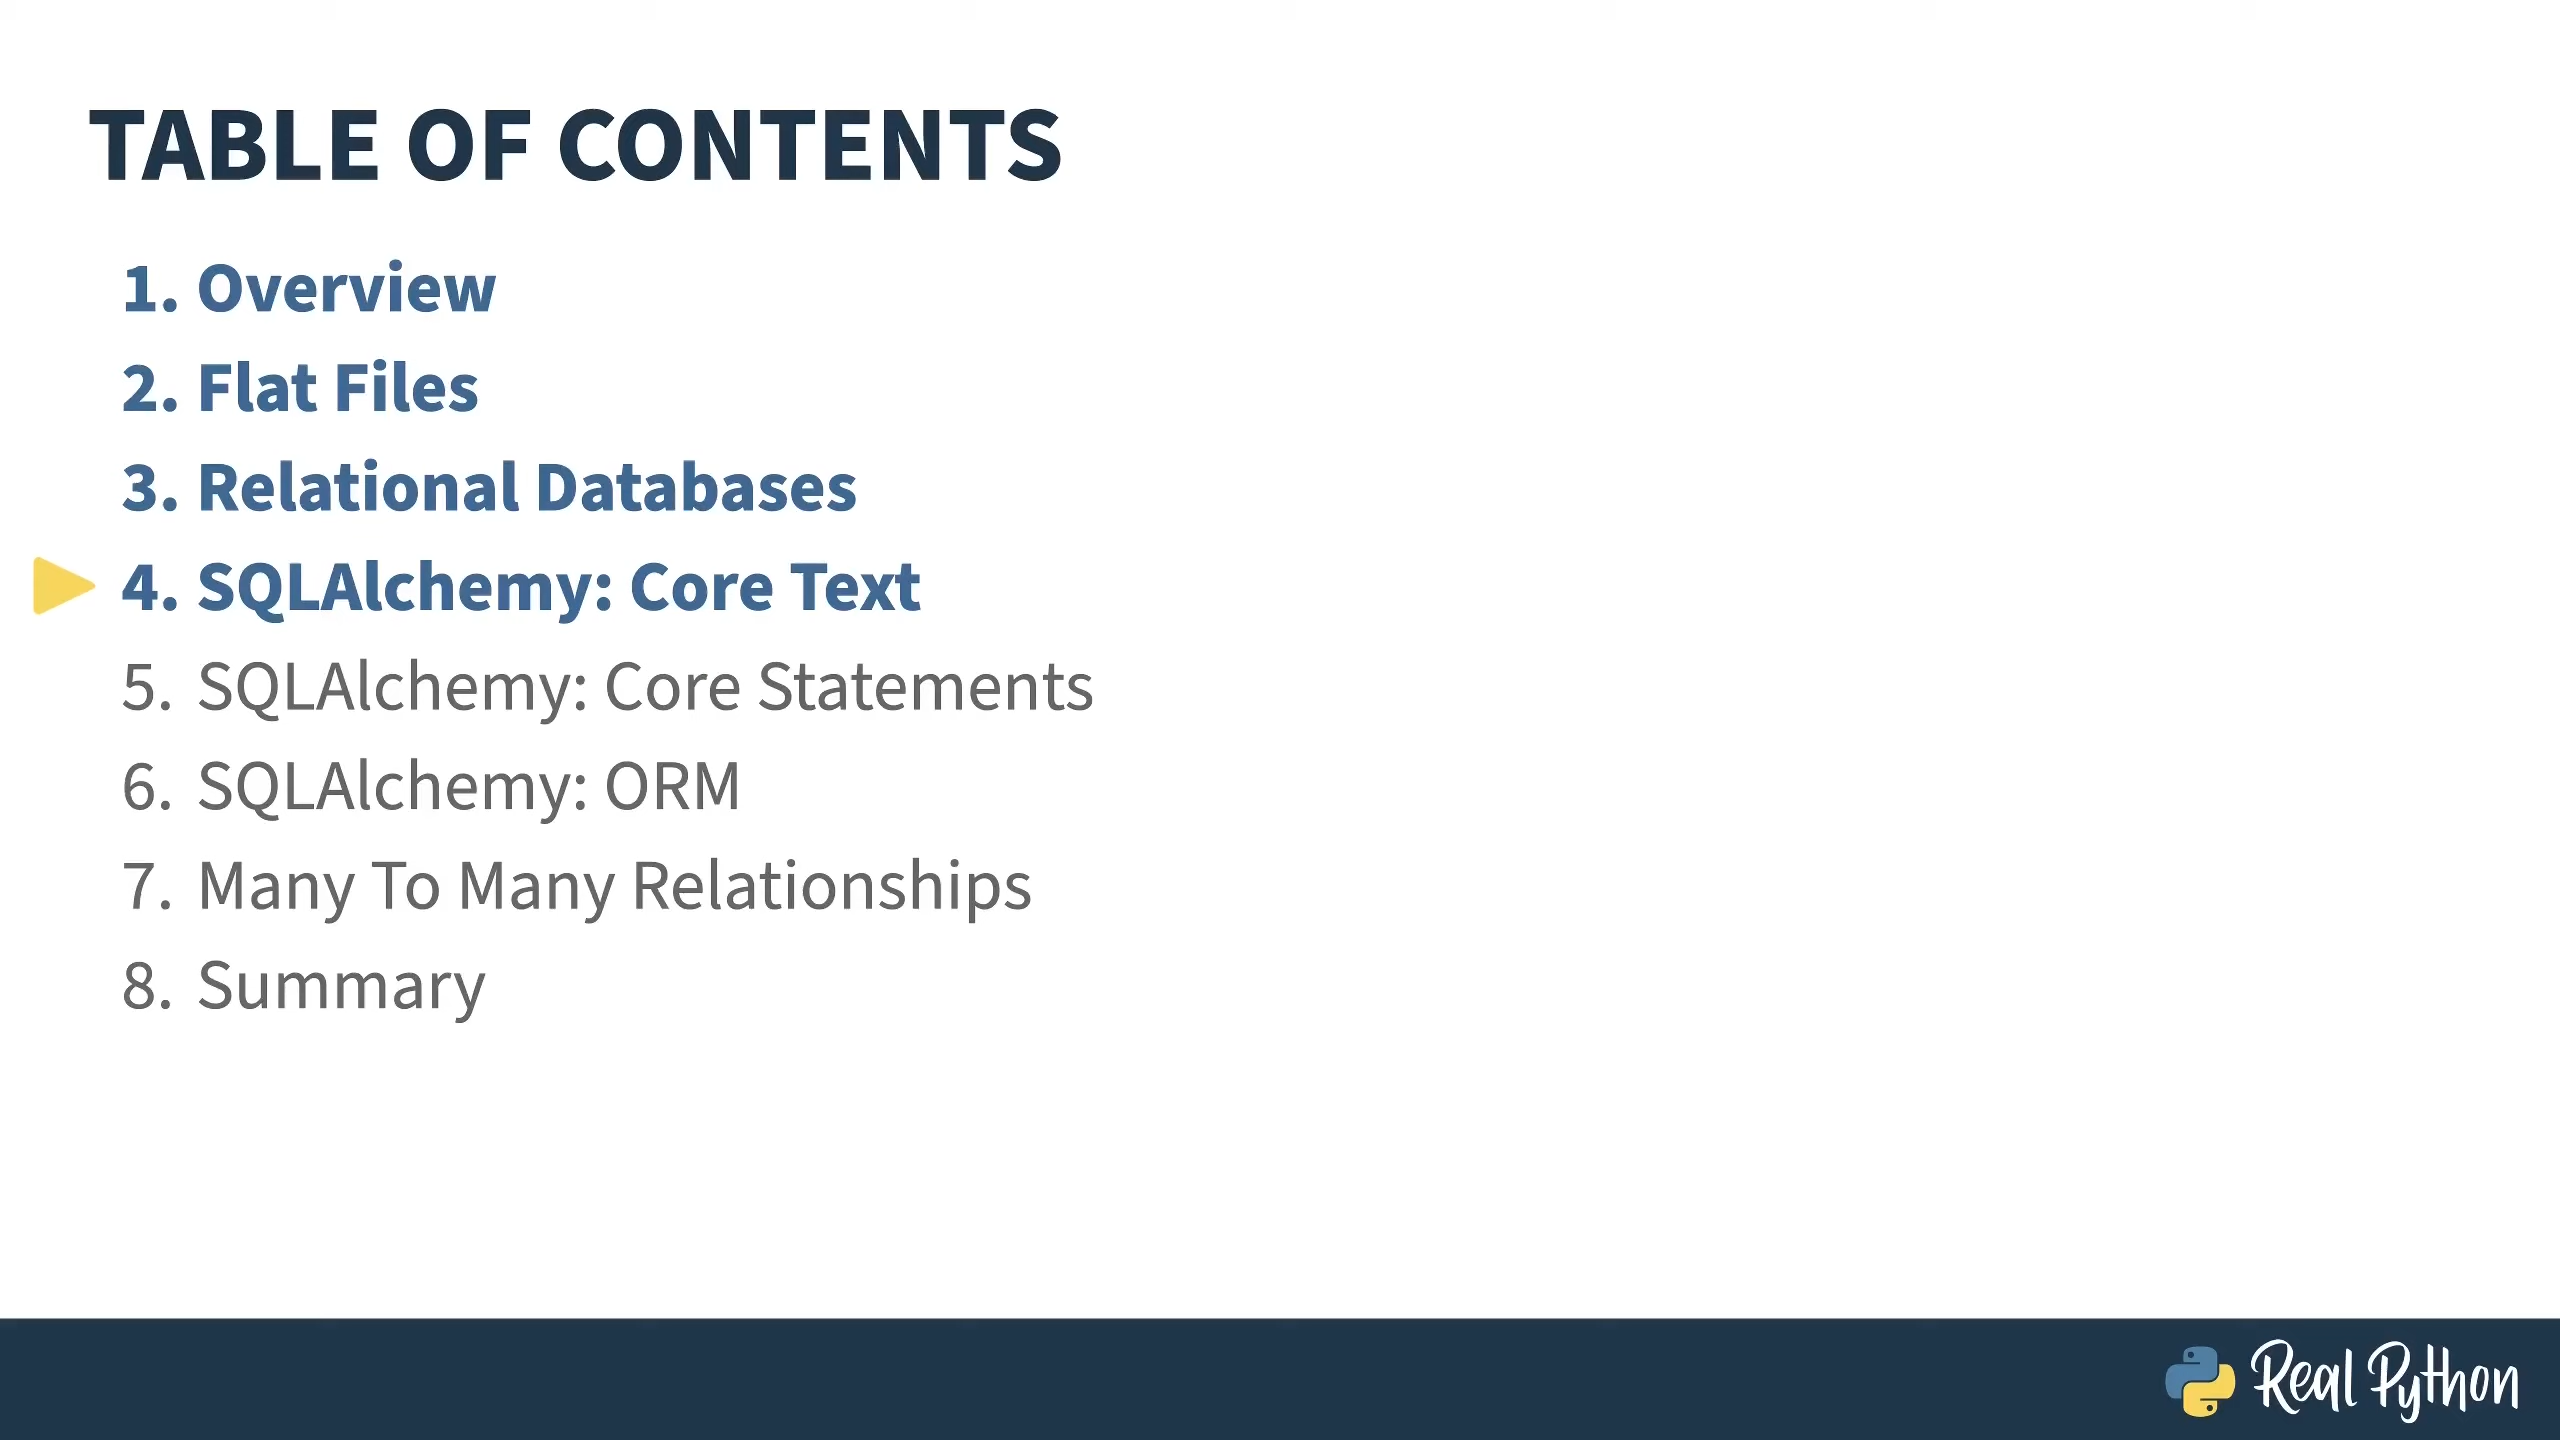 TABLE OF CONTENTS
1. Overview
2. Flat Files
3. Relational Databases
4. SQLAlchemy: Core Text
5. SQLAlchemy: Core Statements
6. SQLAlchemy: ORM
7. Many To Many Relationships
8. Summary
Real Python